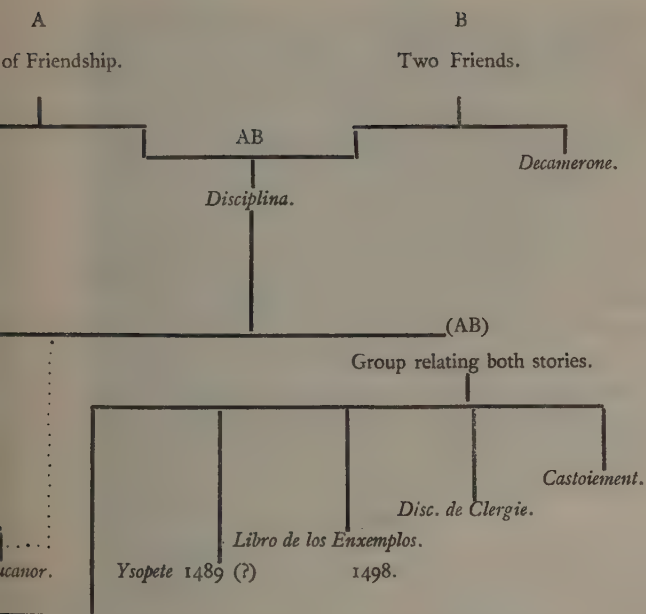 A B
of Friendship. Two Friends.
AB
Decamerone.
Disciplina.
(AB)
Group relating both stories.
Castoiement.
Disc. de Clergie.
Libro de los Enxemplos.
ucanor. Ysopete 1489 (?) 1498.